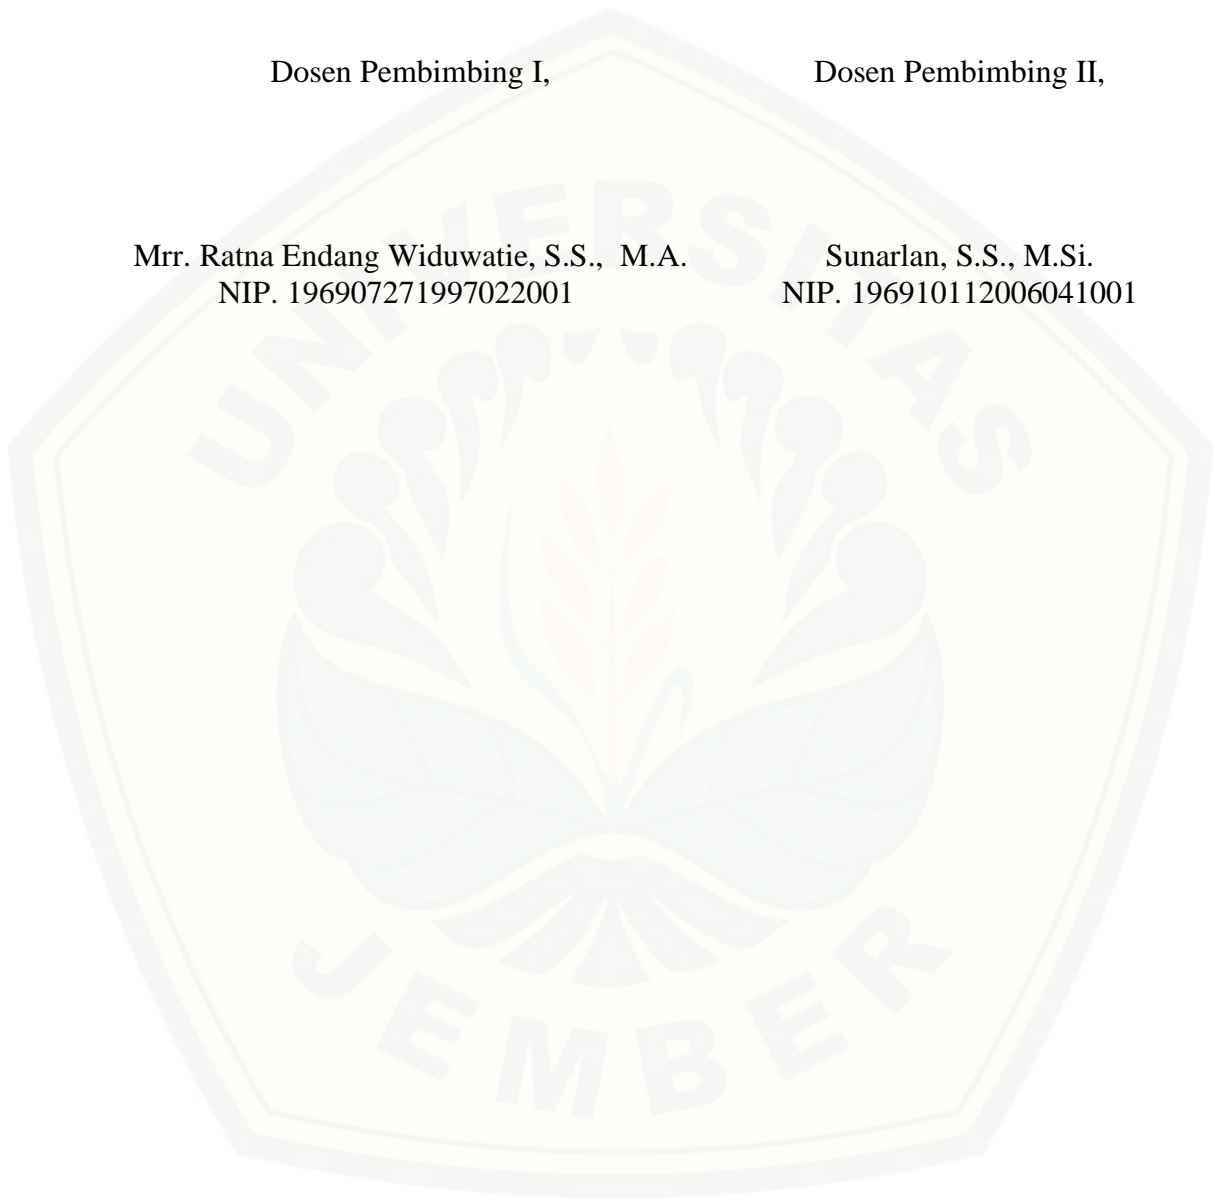 Dosen Pembimbing I, Dosen Pembimbing II,
Mrr. Ratna Endang Widuwatie, S.S., M.A. Sunarlan, S.S., M.Si.
NIP. 196907271997022001 NIP. 196910112006041001
UNIVERSITAS
JEMBER